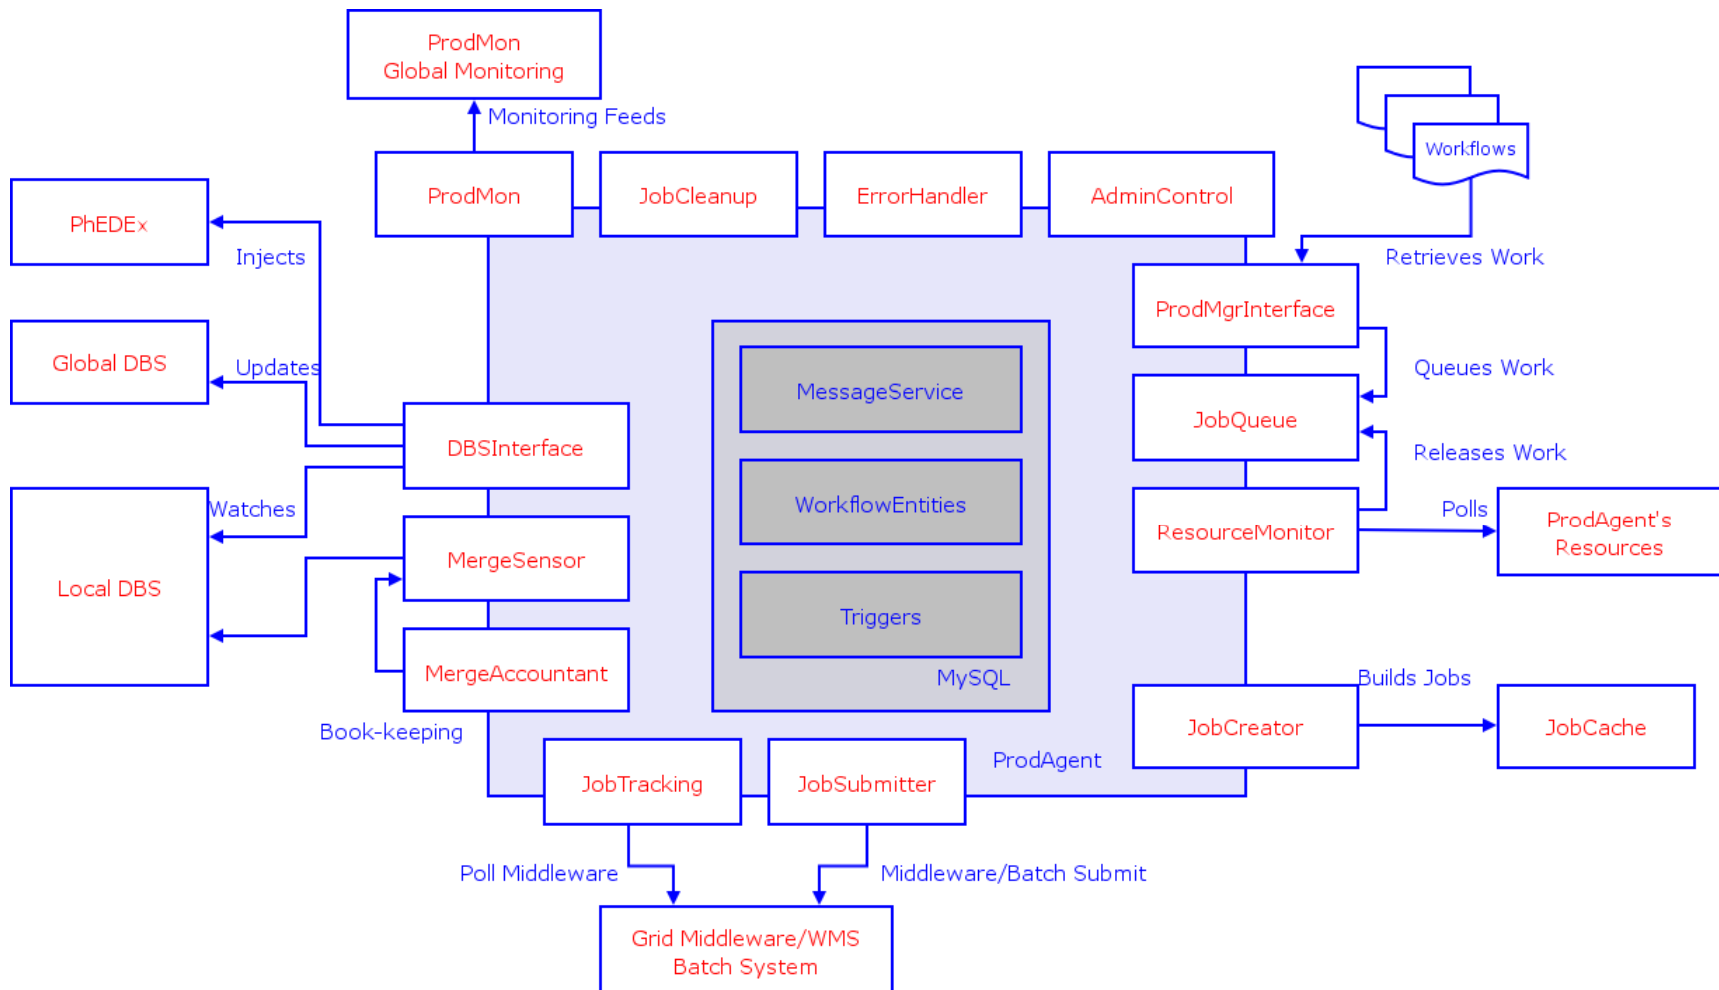 ProdMon
Global Monitoring
Monitoring Feeds
Workflows
ProdMon
JobCleanup
ErrorHandler
AdminControl
PhEDEx
Injects
Retrieves Work
ProdMgrInterface
Global DBS
Updates
Queues Work
MessageService
JobQueue
DBSInterface
Releases Work
WorkflowEntities
Watches
Polls
ResourceMonitor
ProdAgent's
Resources
MergeSensor
Local DBS
Triggers
MergeAccountant
MySQL
Builds Jobs
Book-keeping
JobCreator
JobCache
ProdAgent
JobTracking
JobSubmitter
Poll Middleware
Middleware/Batch Submit
Grid Middleware/WMS
Batch System